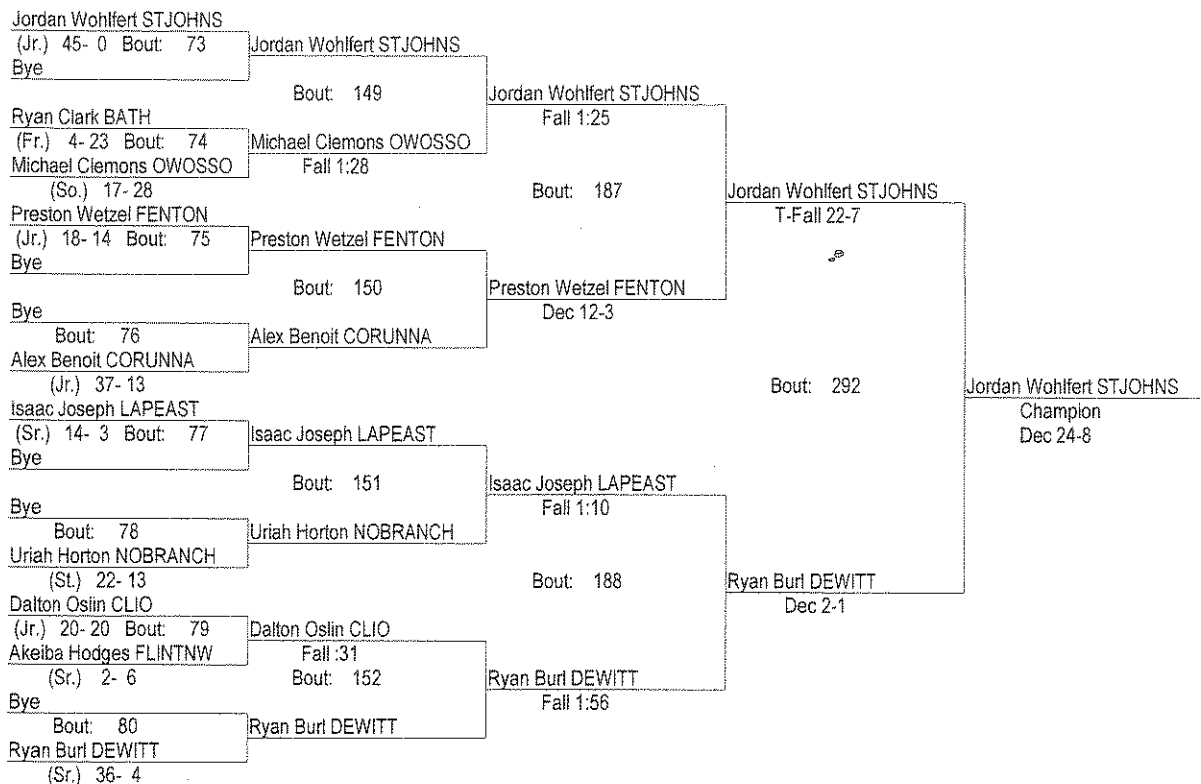 Jordan Wohlfert STJOHNS
(Jr.) 45- 0 Bout: 73
Bye
Jordan Wohlfert STJOHNS
Bout: 149
Ryan Clark BATH
(Fr.) 4- 23 Bout: 74
Michael Clemons OWOSSO
(So.) 17- 28
Michael Clemons OWOSSO
Fall 1:28
Jordan Wohlfert STJOHNS
Fall 1:25
Bout: 187
Preston Wetzel FENTON
(Jr.) 18- 14 Bout: 75
Bye
Preston Wetzel FENTON
Bout: 150
Bye
Bout: 76
Alex Benoit CORUNNA
(Jr.) 37- 13
Alex Benoit CORUNNA
Preston Wetzel FENTON
Dec 12-3
Jordan Wohlfert STJOHNS
T-Fall 22-7
Bout: 292
Isaac Joseph LAPEAST
(Sr.) 14- 3 Bout: 77
Bye
Isaac Joseph LAPEAST
Bout: 151
Bye
Bout: 78
Uriah Horton NOBRANCH
(St.) 22- 13
Uriah Horton NOBRANCH
Isaac Joseph LAPEAST
Fall 1:10
Bout: 188
Dalton Oslin CLIO
(Jr.) 20- 20 Bout: 79
Akeiba Hodges FLINTNW
(Sr.) 2- 6
Dalton Oslin CLIO
Fall :31
Bout: 152
Bye
Bout: 80
Ryan Burl DEWITT
(Sr.) 36- 4
Ryan Burl DEWITT
Ryan Burl DEWITT
Fall 1:56
Ryan Burl DEWITT
Dec 2-1
Jordan Wohlfert STJOHNS
Champion
Dec 24-8